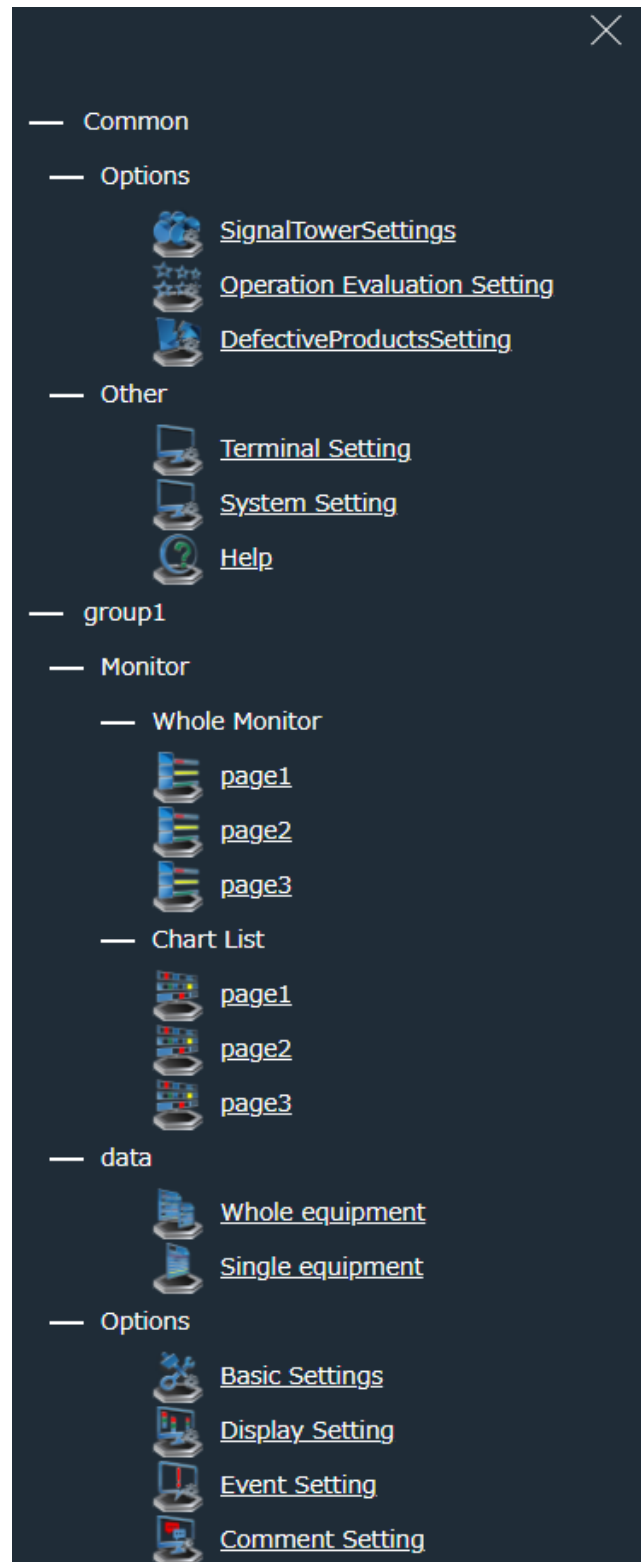 Common
Options
SignalTowerSettings
Operation Evaluation Setting
DefectiveProductsSetting
Other
Terminal Setting
System Setting
Help
group1
Monitor
Whole Monitor
page1
page2
page3
Chart List
page1
page2
page3
data
Whole equipment
Single equipment
Options
Basic Settings
Display Setting
Event Setting
Comment Setting